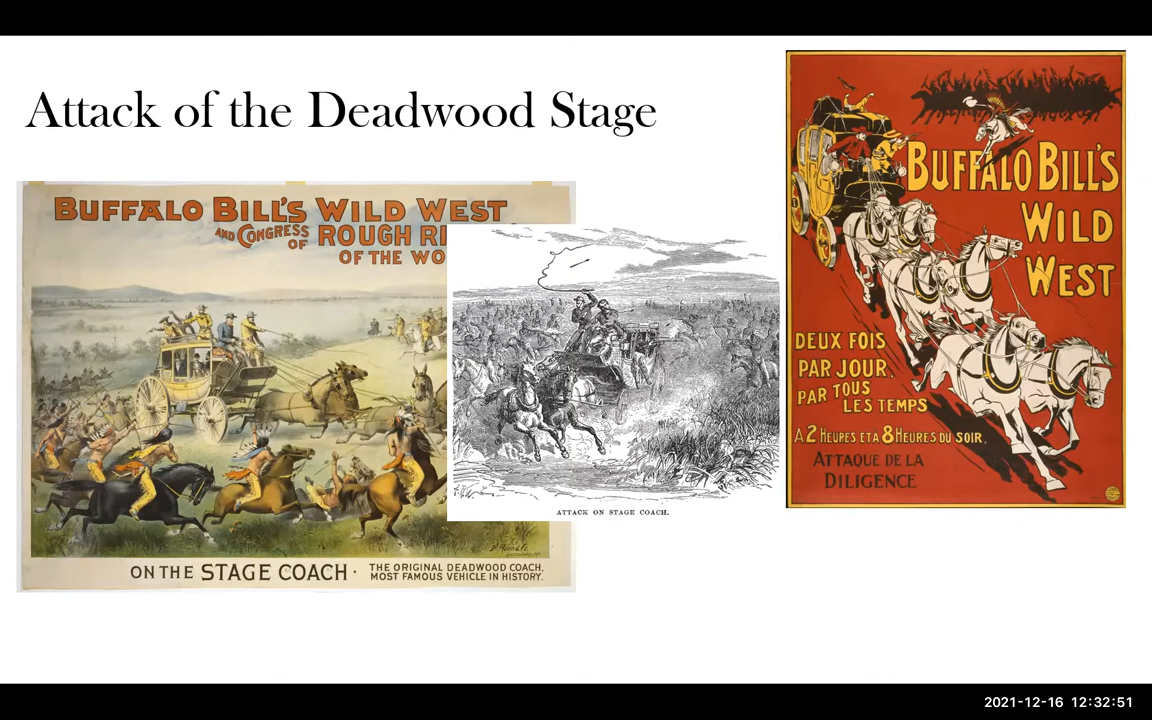 Attack of the Deadwood Stage
BUFFALO BILL'S WILD WEST
AND CONGRESS
OF
ROUGH RI
OF THE WO
ON THE STAGE COACH ·
THE ORIGINAL DEADWOOD COACH,
MOST FAMOUS VEHICLE IN HISTORY.
ATTACK ON STAGE COACH.
BUFFALO BILL'S
WILD
WEST
DEUX FOIS
PAR JOUR.
PAR TOUS
LES TEMPS
A 2 HEURES ET A 8 HEURES DU SOIR.
ATTAQUE DE LA
DILIGENCE
2021-12-16 12:32:51